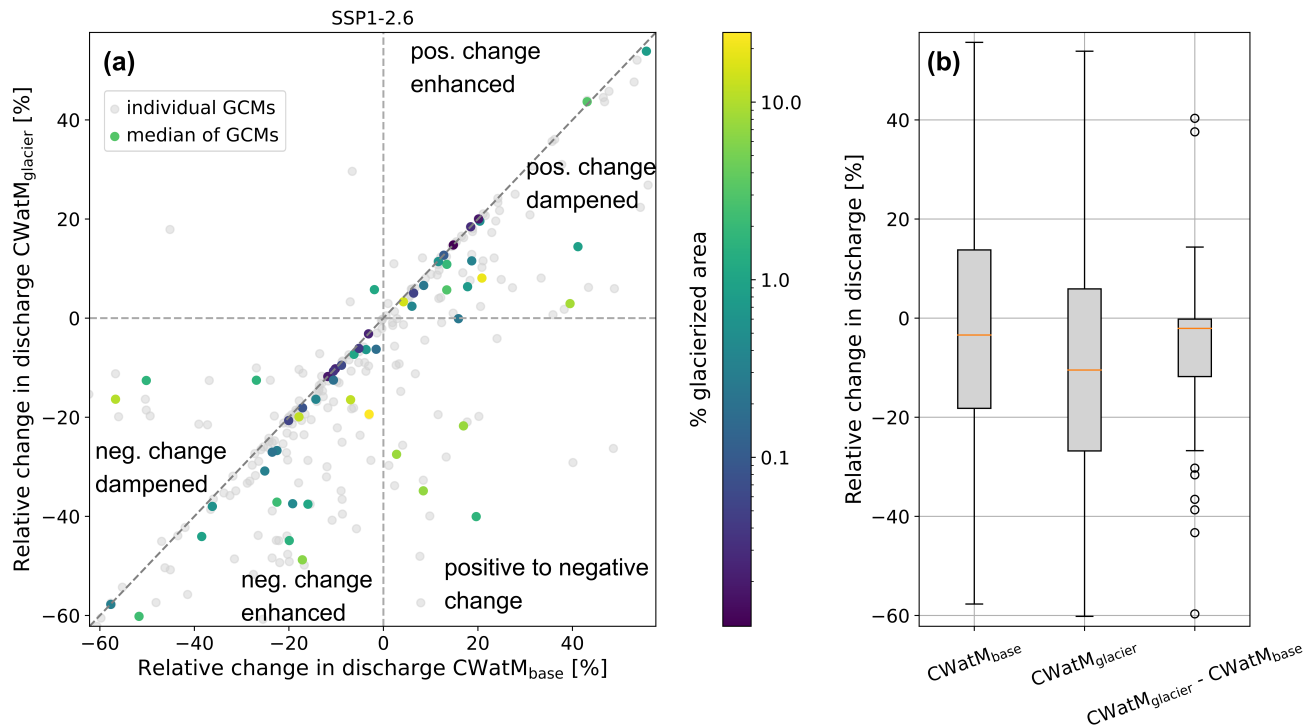 SSP1-2.6
(a)
pos. change
enhanced
individual GCMs
median of GCMs
pos. change
dampened
neg. change
dampened
neg. change
enhanced
positive to negative
change
Relative change in discharge CWatM_glacier [%]
40
20
0
−20
−40
−60
−60
−40
−20
0
20
40
Relative change in discharge CWatM_base [%]
% glacierized area
10.0
1.0
0.1
(b)
Relative change in discharge [%]
40
20
0
−20
−40
−60
CWatM_base
CWatM_glacier
CWatM_glacier - CWatM_base